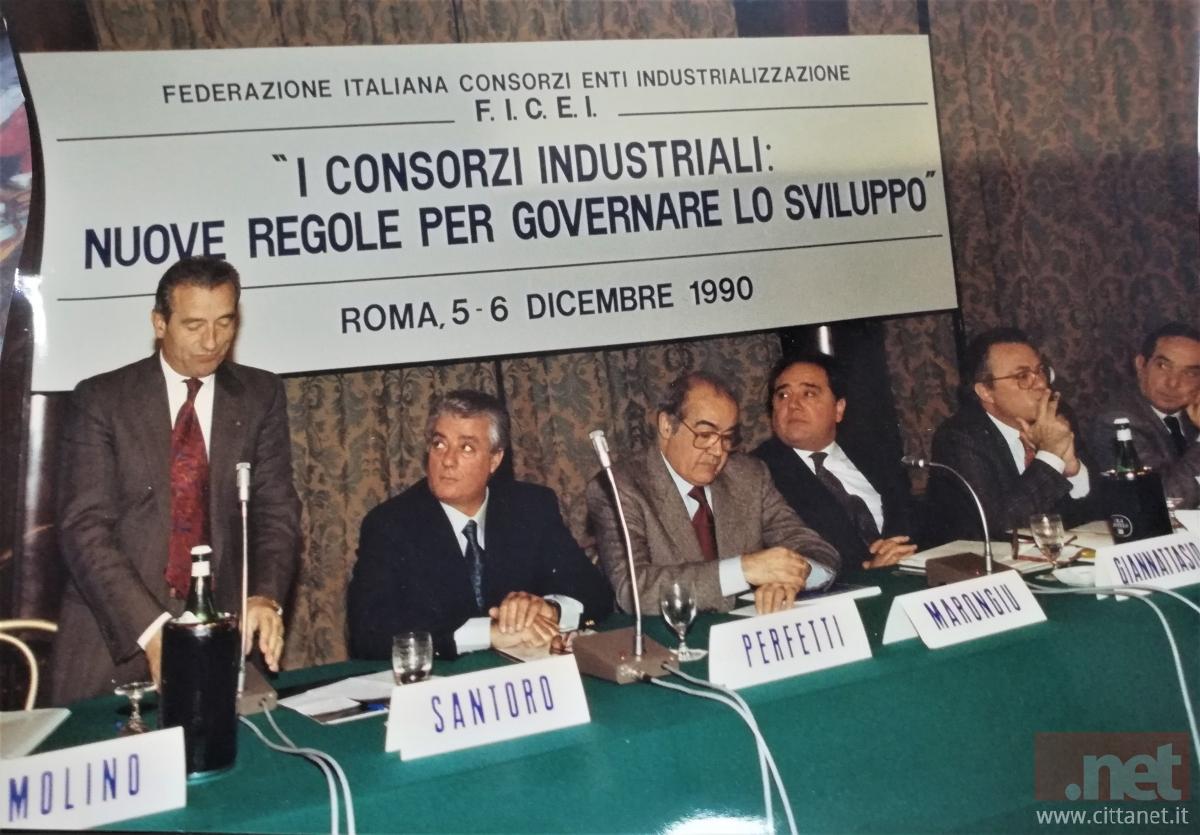 FEDERAZIONE ITALIANA CONSORZI ENTI INDUSTRIALIZZAZIONE
F. I. C. E. I.
"I CONSORZI INDUSTRIALI:
NUOVE REGOLE PER GOVERNARE LO SVILUPPO"
ROMA, 5-6 DICEMBRE 1990
MOLINO
SANTORO
PERFETTI
MARONGIU
GIANNATTASIO
.net
www.cittanet.it